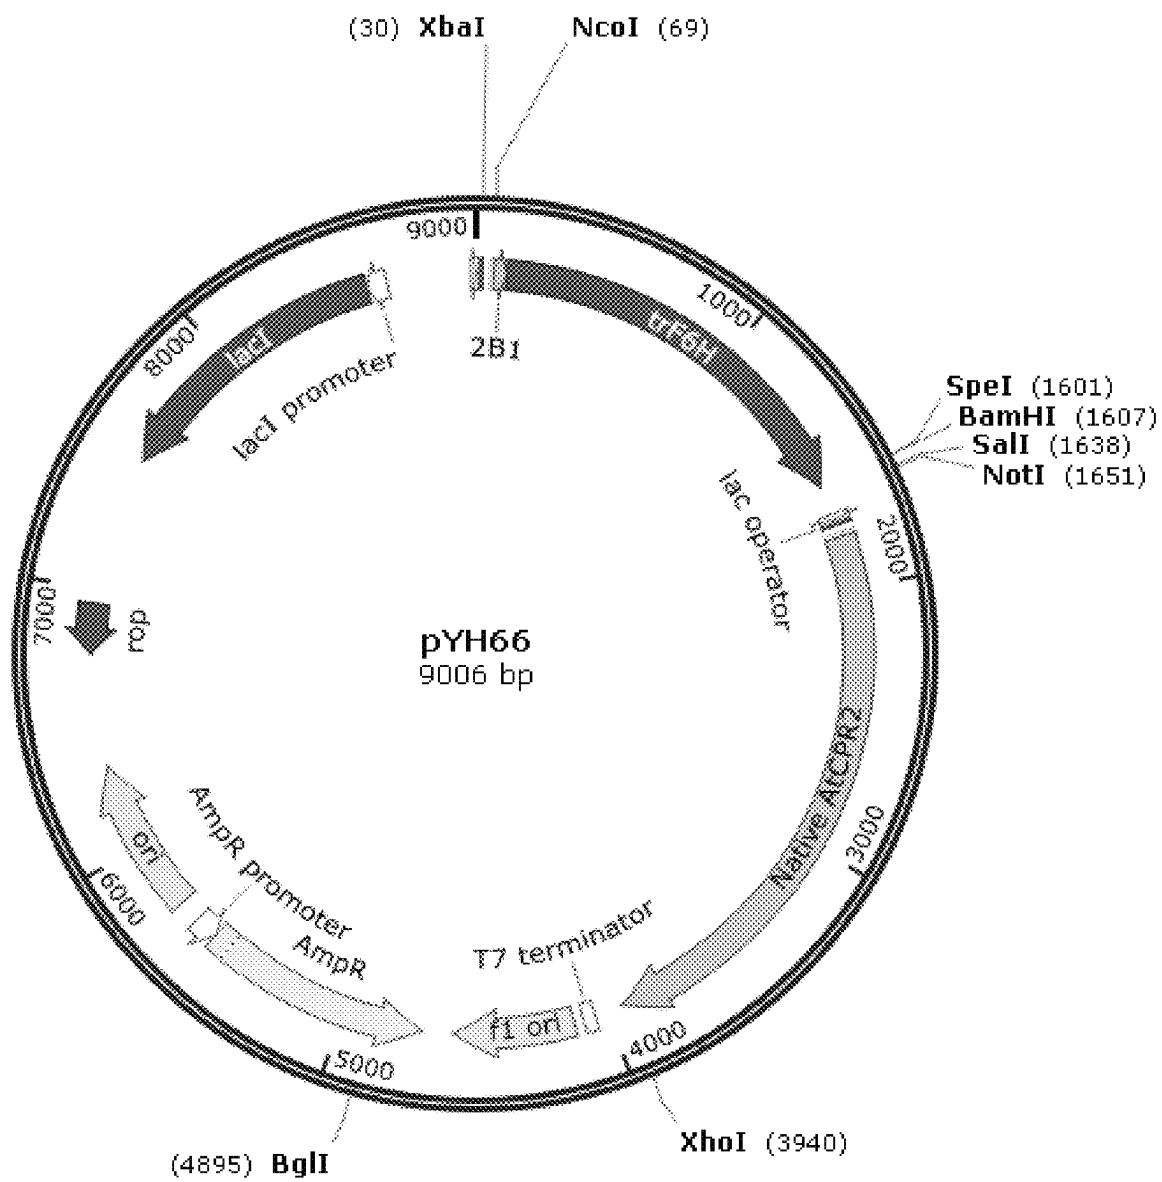 (30) XbaI
NcoI (69)
9000
1000
8000
lacI
lacI promoter
2B1
trF6H
SpeI (1601)
BamHI (1607)
SalI (1638)
NotI (1651)
lac operator
2000
7000
rop
pYH66
9006 bp
Native AtCPR2
3000
AmpR promoter
ori
6000
AmpR
T7 terminator
f1 ori
4000
5000
XhoI (3940)
(4895) BglI